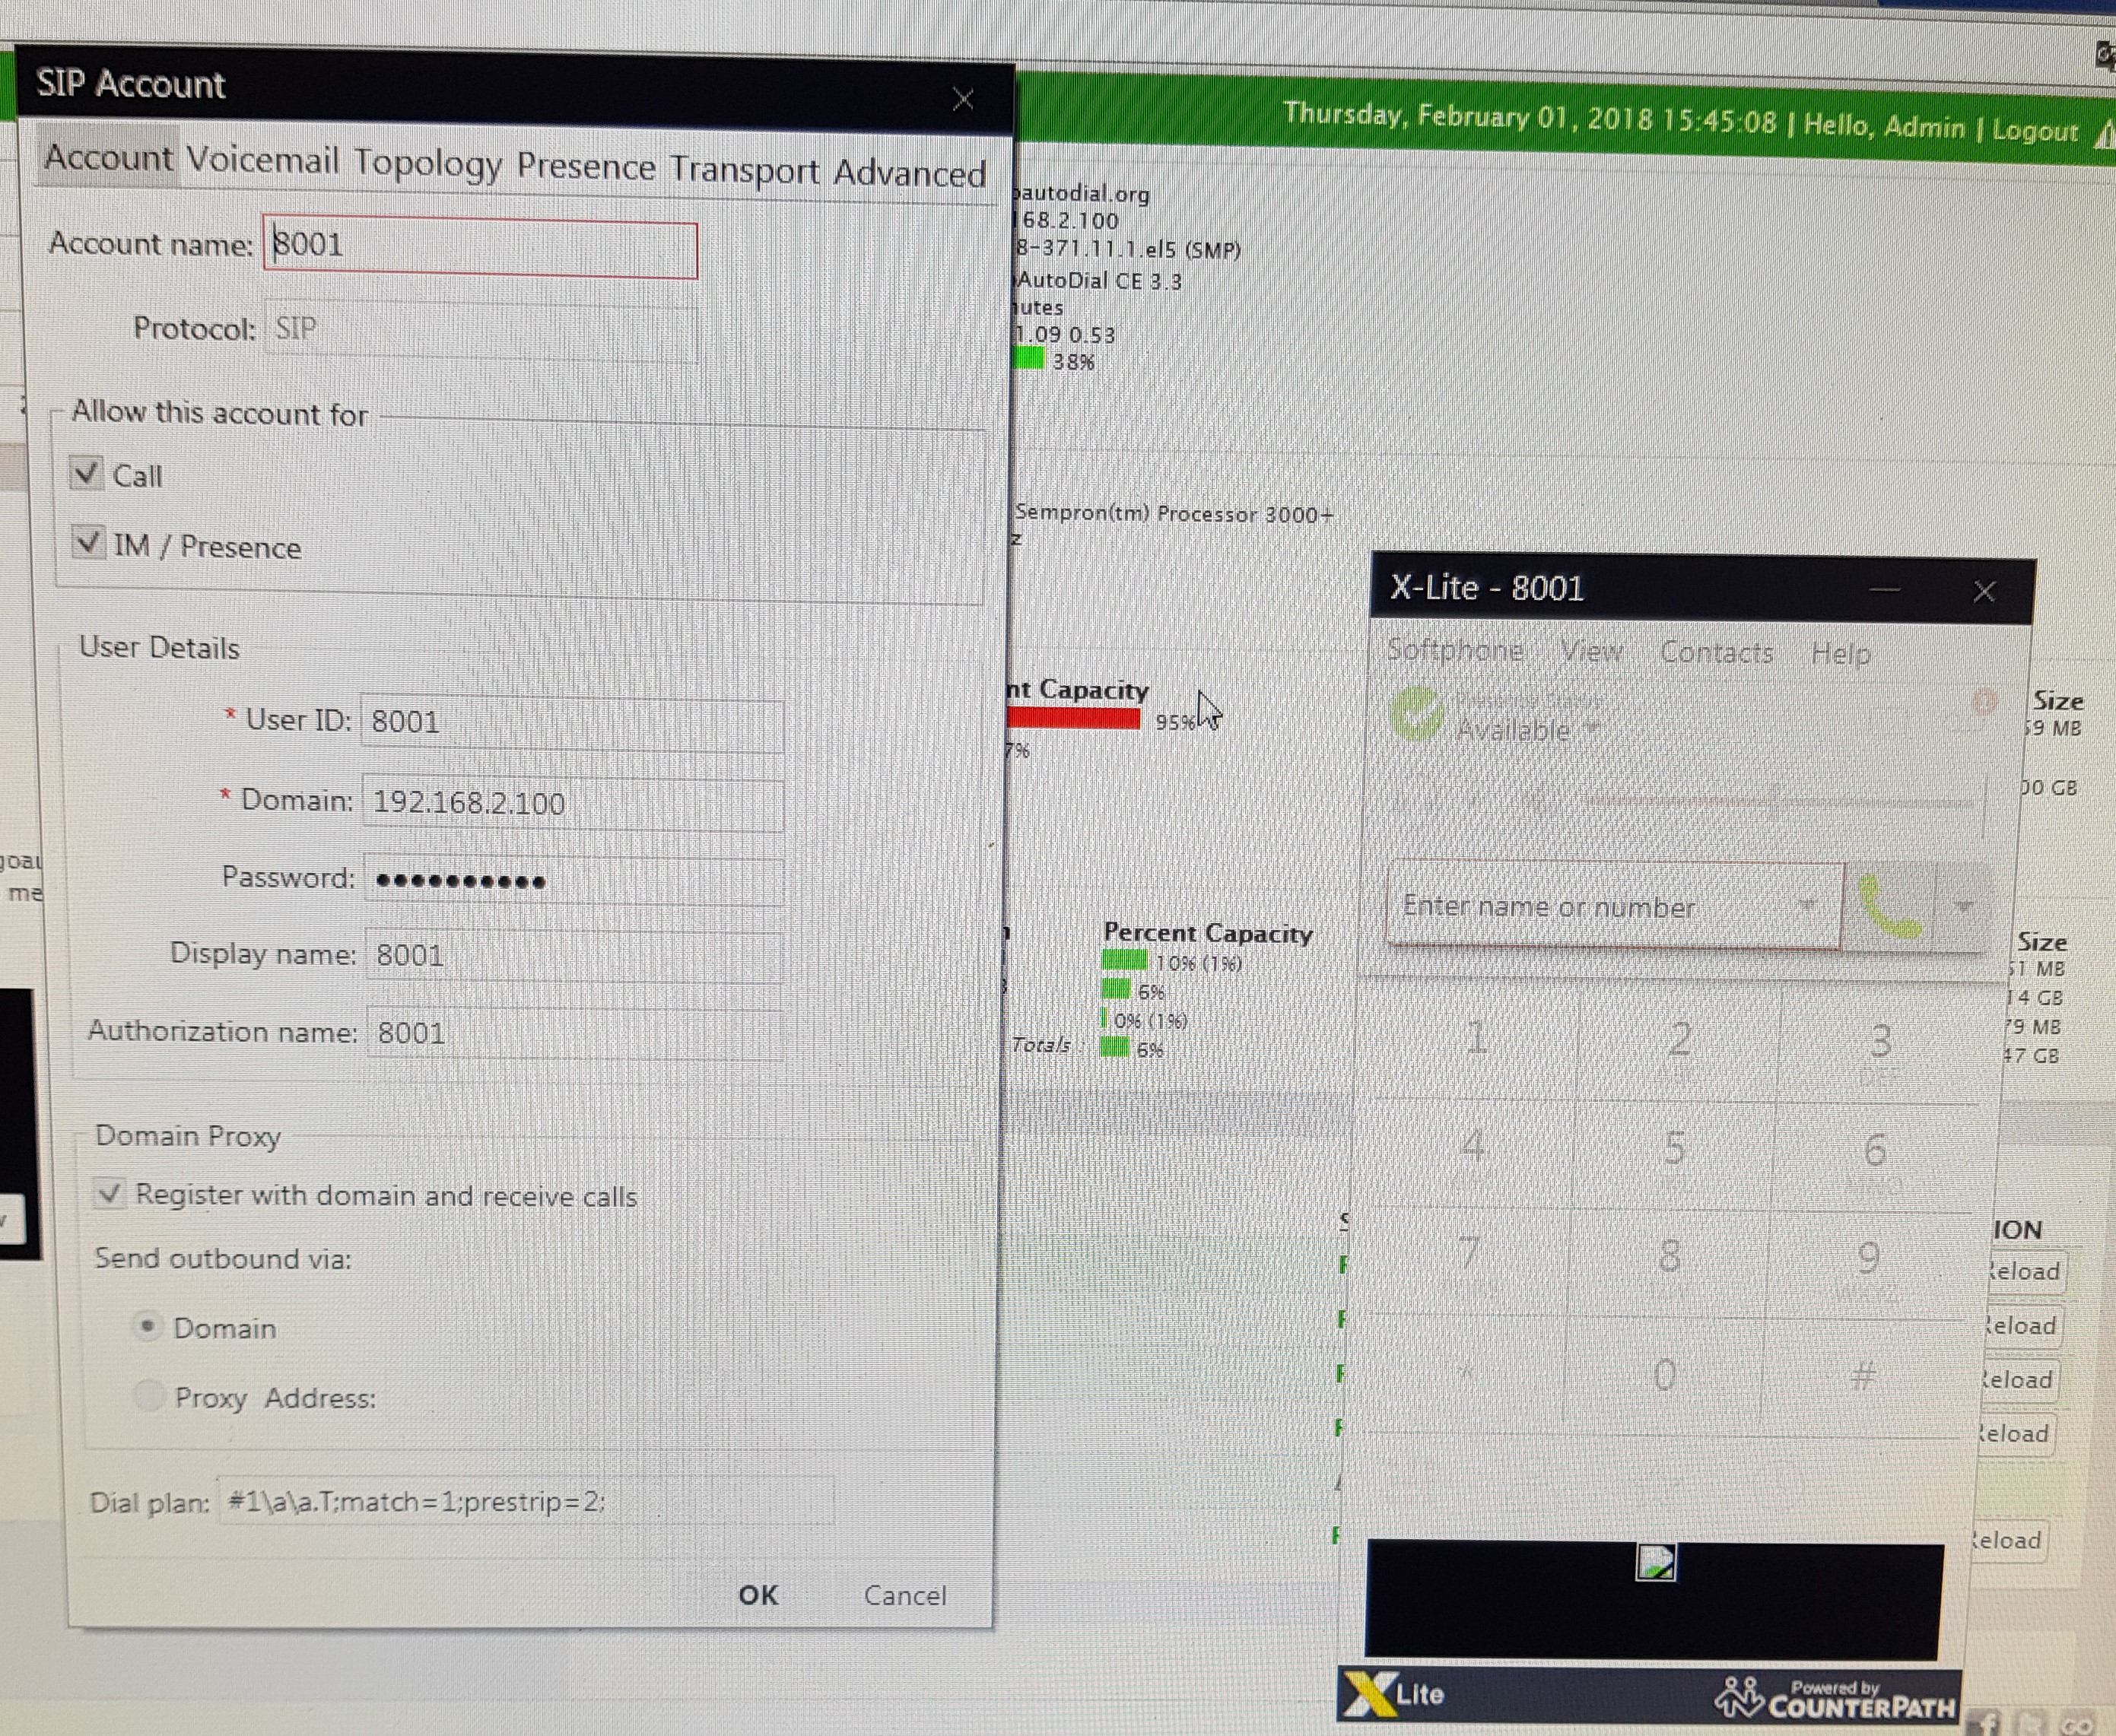 SIP Account
Account Voicemail Topology Presence Transport Advanced
Account name: 8001
Protocol: SIP
Allow this account for
Call
IM / Presence
User Details
* User ID: 8001
* Domain: 192.168.2.100
Password: ••••••••••
Display name: 8001
Authorization name: 8001
Domain Proxy
Register with domain and receive calls
Send outbound via:
Domain
Proxy Address:
Dial plan: #1\a\a.T;match=1;prestrip=2;
OK Cancel
Thursday, February 01, 2018 15:45:08 | Hello, Admin | Logout
autodial.org
68.2.100
8-371.11.1.el5 (SMP)
AutoDial CE 3.3
utes
1.09 0.53
38%
Sempron(tm) Processor 3000+
z
nt Capacity
95%
7%
Size
9 MB
00 GB
Percent Capacity
10% (1%)
6%
0% (1%)
Totals : 6%
Size
1 MB
14 GB
79 MB
47 GB
goal
me
X-Lite - 8001
Softphone View Contacts Help
Presence Status
Available
Enter name or number
1 2 3
4 5 6
7 8 9
* 0 #
ION
Reload
Reload
Reload
Reload
Reload
X Lite
Powered by
COUNTERPATH